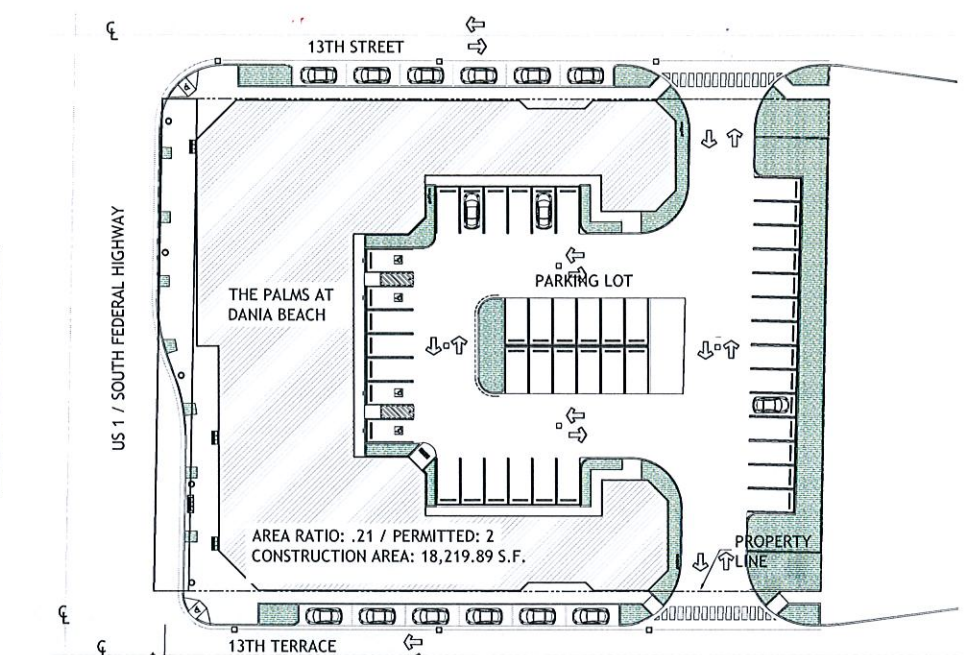 13TH STREET
US 1 / SOUTH FEDERAL HIGHWAY
THE PALMS AT
DANIA BEACH
PARKING LOT
AREA RATIO: .21 / PERMITTED: 2
CONSTRUCTION AREA: 18,219.89 S.F.
PROPERTY
LINE
13TH TERRACE